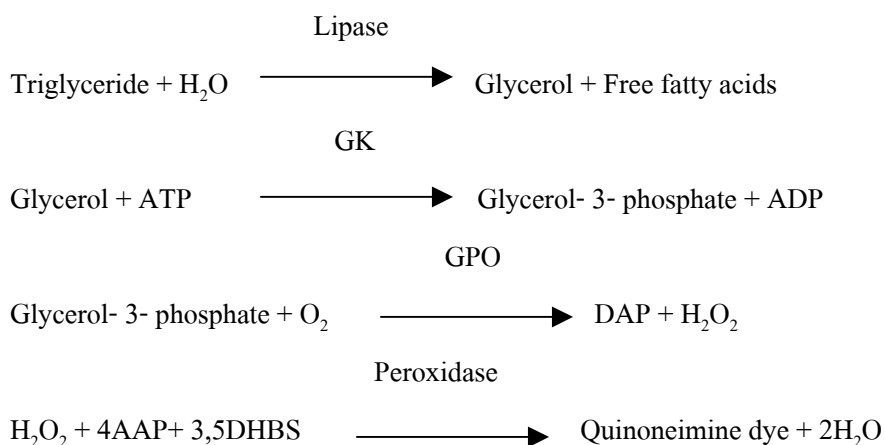 Lipase
Triglyceride + H₂O → Glycerol + Free fatty acids
GK
Glycerol + ATP → Glycerol- 3- phosphate + ADP
GPO
Glycerol- 3- phosphate + O₂ → DAP + H₂O₂
Peroxidase
H₂O₂ + 4AAP+ 3,5DHBS → Quinoneimine dye + 2H₂O